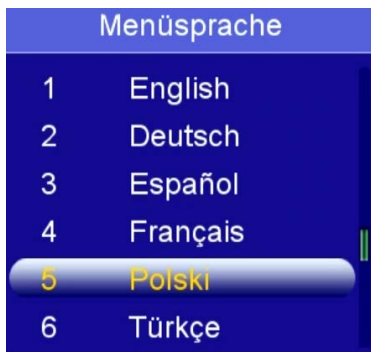 Menüsprache
1 English
2 Deutsch
3 Español
4 Français
5 Polski
6 Türkçe